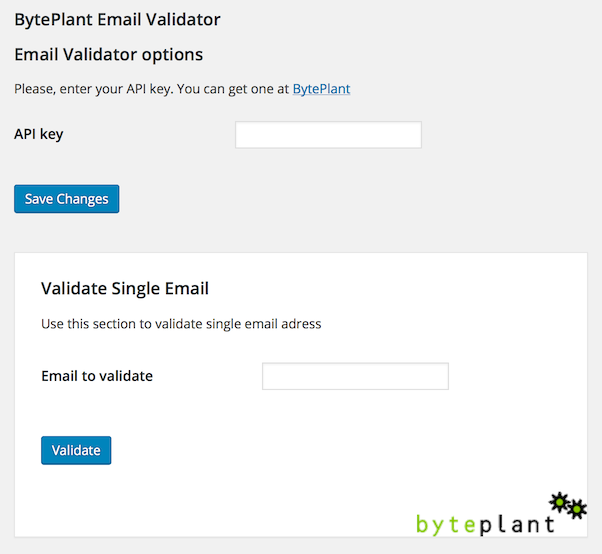 BytePlant Email Validator
Email Validator options
Please, enter your API key. You can get one at BytePlant
API key
Save Changes
Validate Single Email
Use this section to validate single email adress
Email to validate
Validate
byteplant